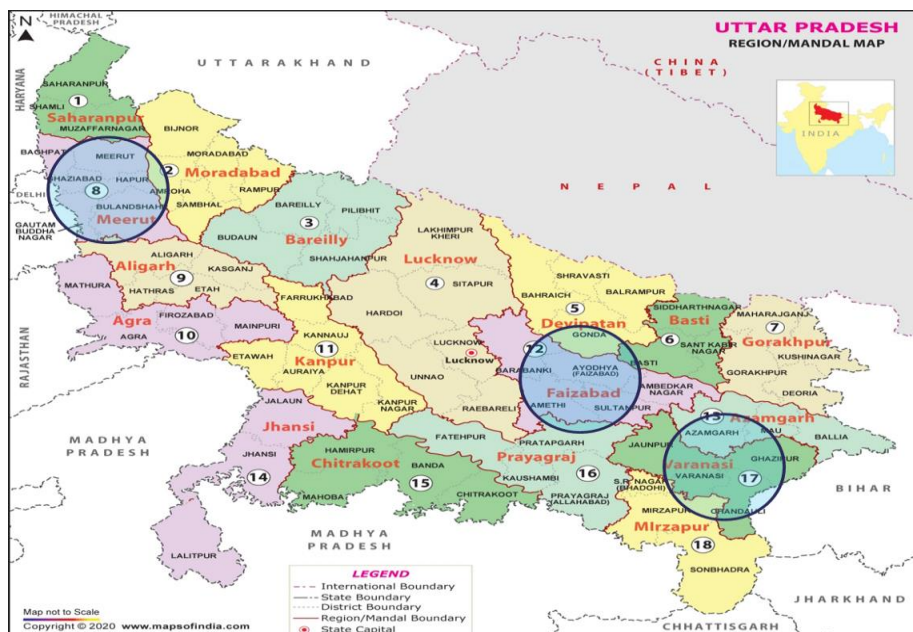 HIMACHAL
PRADESH
N
UTTAR PRADESH
REGION/MANDAL MAP
UTTARAKHAND
CHINA
(TIBET)
INDIA
HARYANA
SAHARANPUR
SHAMLI
1
Saharanpur
MUZAFFARNAGAR
BIJNOR
BAGHPAT
MEERUT
MORADABAD
2
Moradabad
GHAZIABAD
HAPUR
DELHI
8
AMROHA
RAMPUR
BULANDSHAHR
SAMBHAL
BAREILLY
PILIBHIT
NEPAL
Meerut
3
GAUTAM
BUDDHA
NAGAR
BUDAUN
Bareilly
LAKHIMPUR
KHERI
SHAHJAHANPUR
ALIGARH
Aligarh
KASGANJ
Lucknow
9
4
SITAPUR
SHRAVASTI
MATHURA
HATHRAS
ETAH
BAHRAICH
BALRAMPUR
FARRUKHABAD
5
SIDDHARTHNAGAR
MAHARAJGANJ
RAJASTHAN
FIROZABAD
HARDOI
Devipatan
Basti
7
Agra
10
MAINPURI
KANNAUJ
GONDA
6
Gorakhpur
AGRA
11
LUCKNOW
12
BASTI
SANT KABIR
NAGAR
KUSHINAGAR
ETAWAH
Kanpur
Lucknow
BARABANKI
AYODHYA
(FAIZABAD)
GORAKHPUR
AURAIYA
UNNAO
Faizabad
AMBEDKAR
NAGAR
DEORIA
KANPUR
DEHAT
JALAUN
KANPUR
NAGAR
RAEBARELI
AMETHI
SULTANPUR
13
Azamgarh
Jhansi
FATEHPUR
PRATAPGARH
AZAMGARH
MAU
BALLIA
MADHYA
PRADESH
HAMIRPUR
Prayagraj
JAUNPUR
GHAZIPUR
JHANSI
Chitrakoot
BANDA
Varanasi
14
15
KAUSHAMBI
16
VARANASI
17
MAHOBA
CHITRAKOOT
PRAYAGRAJ
(ALLAHABAD)
S.R. NAGAR
(BHADOHI)
BIHAR
MIRZAPUR
CHANDAULI
MIrzapur
MADHYA
PRADESH
18
LALITPUR
SONBHADRA
JHARKHAND
LEGEND
International Boundary
State Boundary
District Boundary
Region/Mandal Boundary
State Capital
CHHATTISGARH
Map not to Scale
Copyright © 2020 www.mapsofindia.com